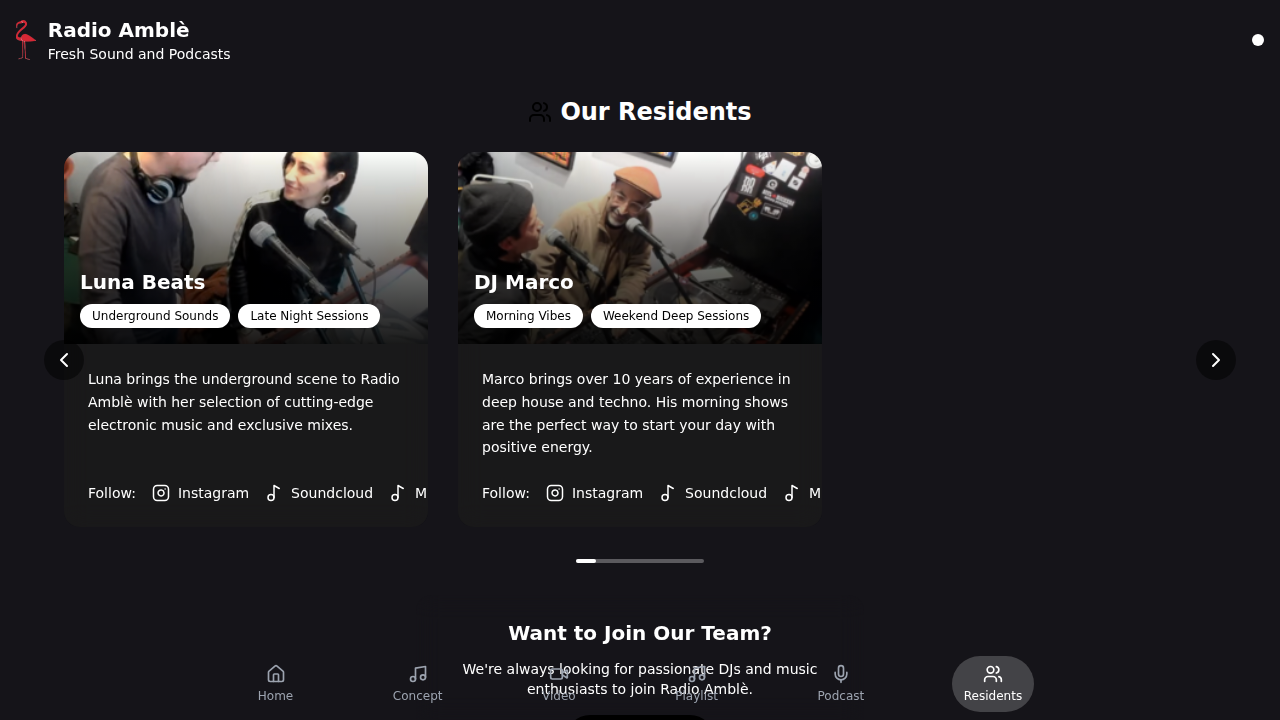 Radio Amblè
Fresh Sound and Podcasts
Our Residents
Luna Beats
Underground Sounds
Late Night Sessions
Luna brings the underground scene to Radio
Amblè with her selection of cutting-edge
electronic music and exclusive mixes.
Follow: Instagram Soundcloud M
DJ Marco
Morning Vibes
Weekend Deep Sessions
Marco brings over 10 years of experience in
deep house and techno. His morning shows
are the perfect way to start your day with
positive energy.
Follow: Instagram Soundcloud M
Want to Join Our Team?
We're always looking for passionate DJs and music
enthusiasts to join Radio Amblè.
Home
Concept
Video
Playlist
Podcast
Residents